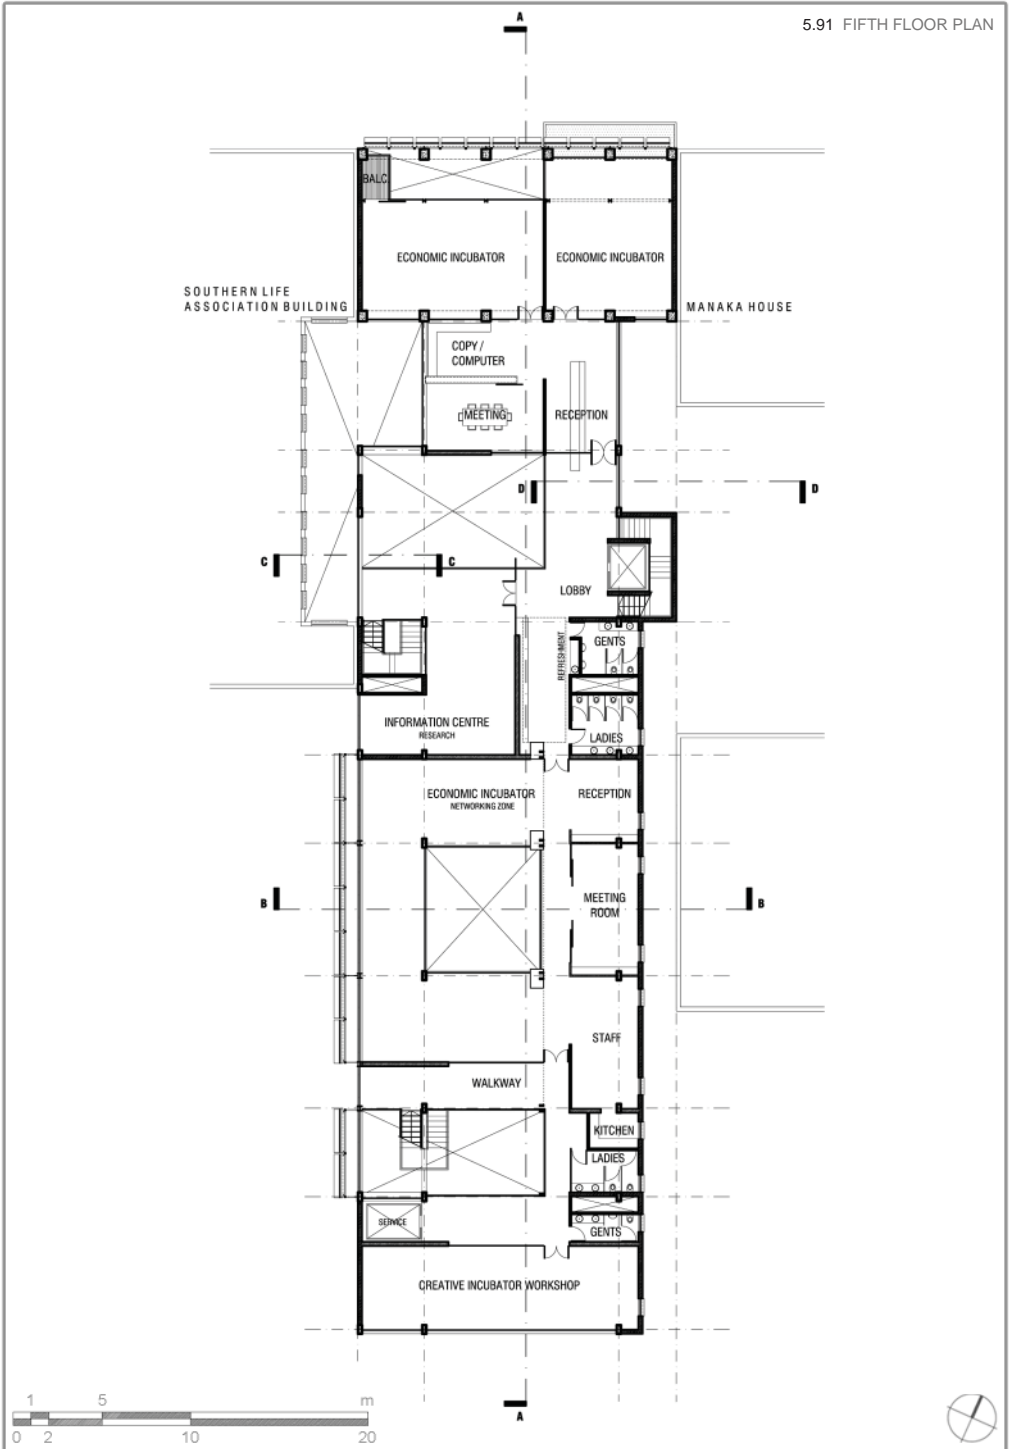 A
5.91 FIFTH FLOOR PLAN
BALC
ECONOMIC INCUBATOR
ECONOMIC INCUBATOR
SOUTHERN LIFE
ASSOCIATION BUILDING
MANAKA HOUSE
COPY /
COMPUTER
MEETING
RECEPTION
D
D
C
C
LOBBY
REFRESHMENT
GENTS
INFORMATION CENTRE
RESEARCH
LADIES
ECONOMIC INCUBATOR
NETWORKING ZONE
RECEPTION
MEETING
ROOM
B
B
STAFF
WALKWAY
KITCHEN
LADIES
SERVICE
GENTS
CREATIVE INCUBATOR WORKSHOP
A
1 5 m
0 2 10 20